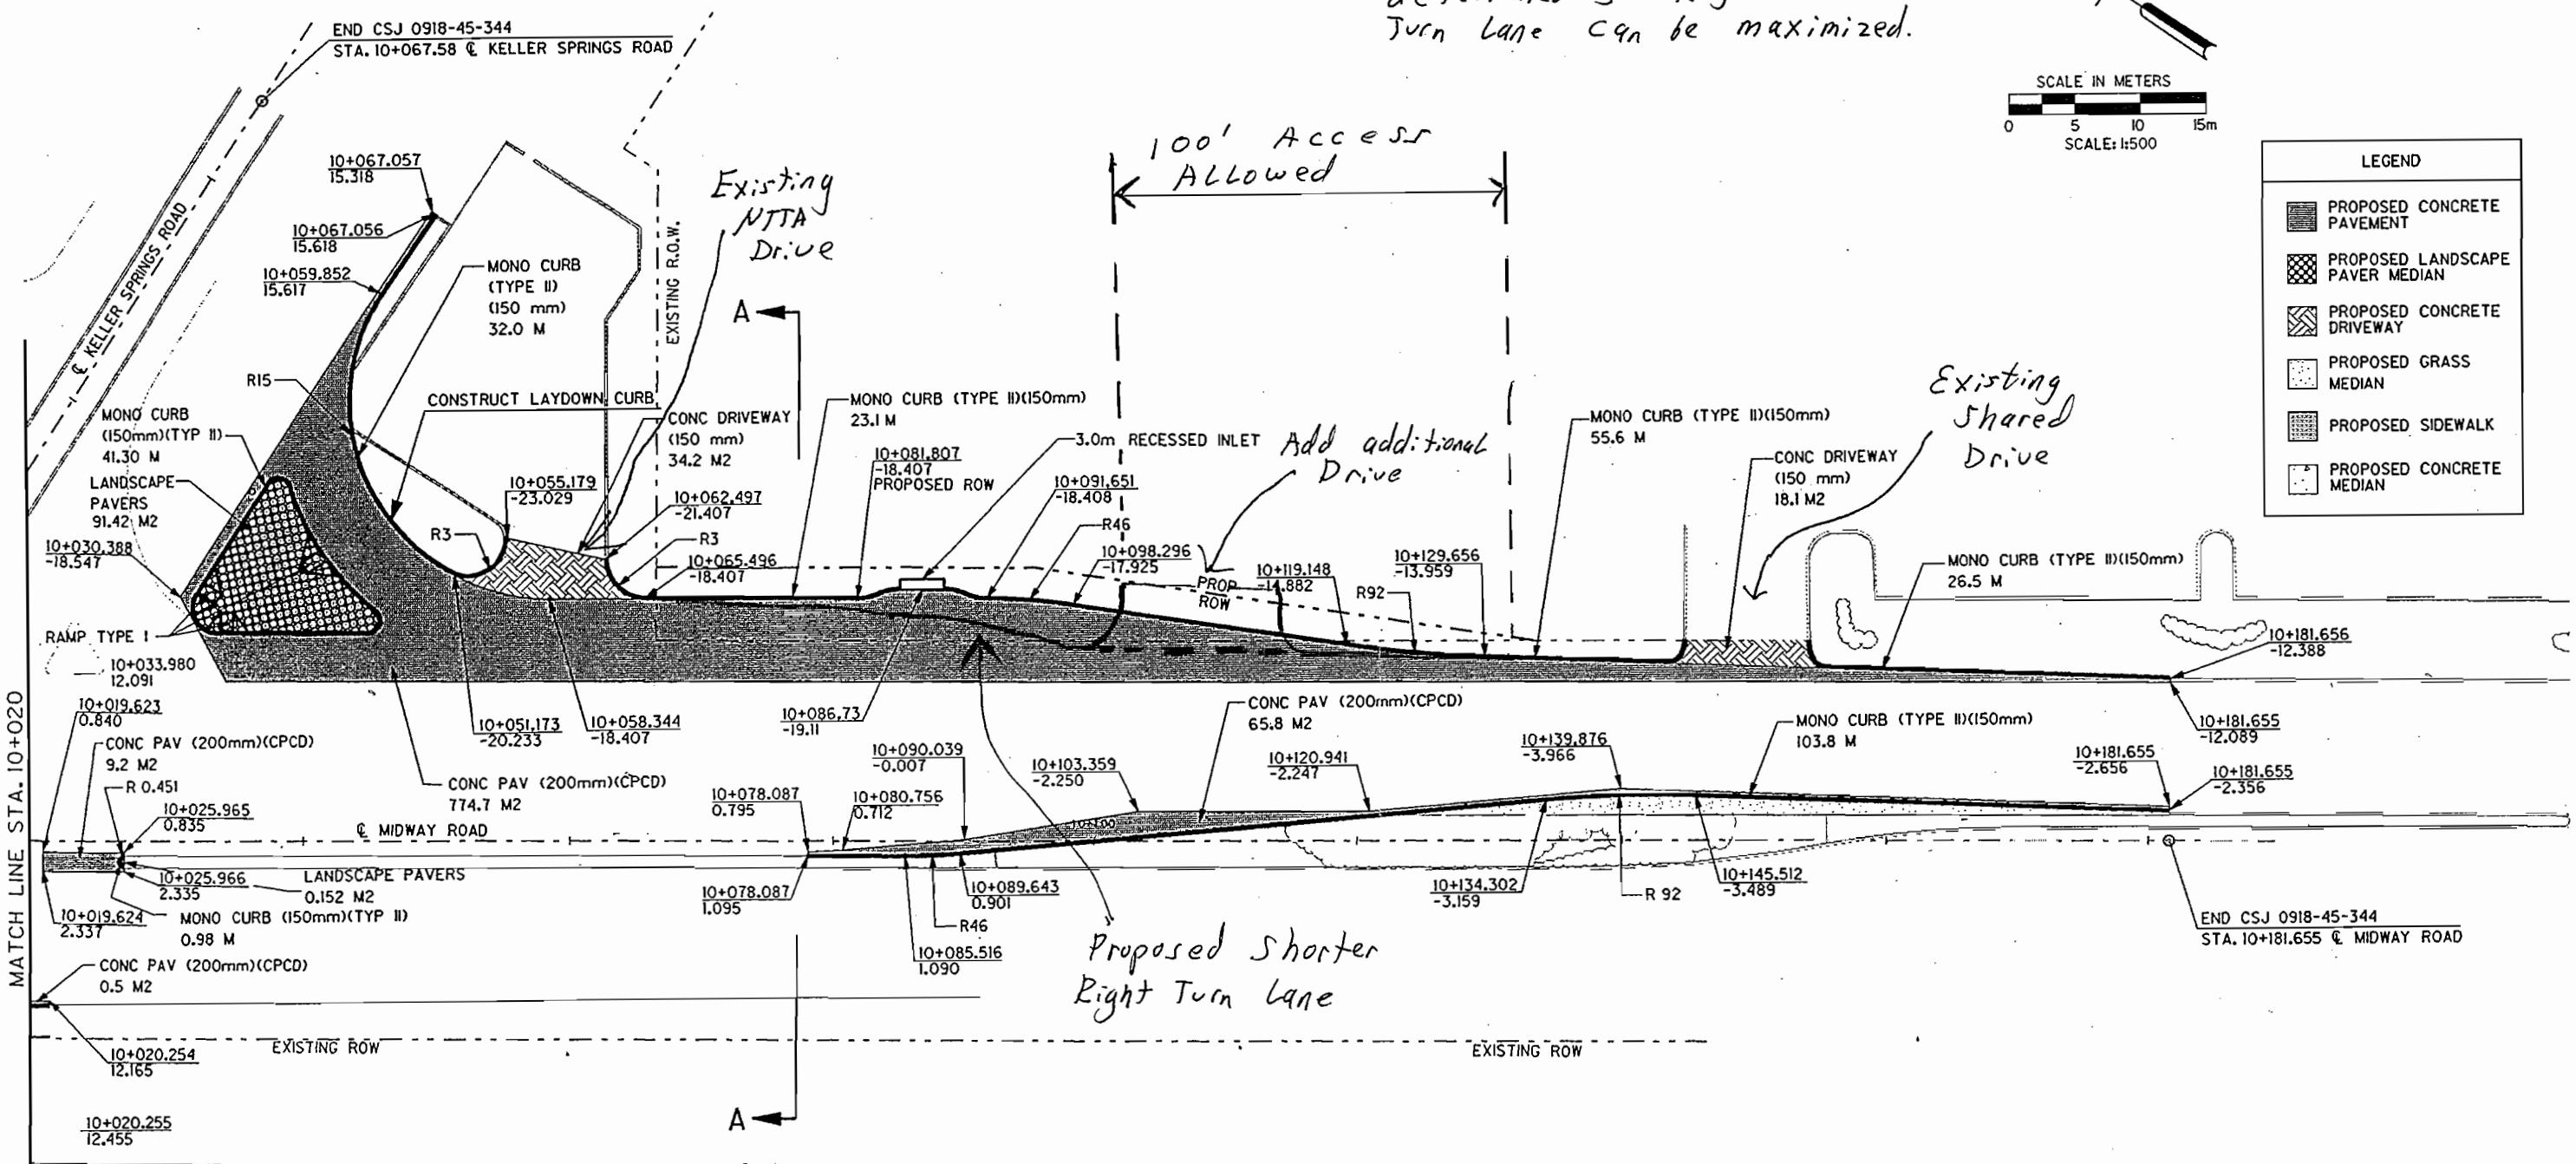 Turn Lane can be maximized.
END CSJ 0918-45-344
STA. 10+067.58 ℄ KELLER SPRINGS ROAD
SCALE IN METERS
0 5 10 15m
SCALE: 1:500
LEGEND
PROPOSED CONCRETE
PAVEMENT
PROPOSED LANDSCAPE
PAVER MEDIAN
PROPOSED CONCRETE
DRIVEWAY
PROPOSED GRASS
MEDIAN
PROPOSED SIDEWALK
PROPOSED CONCRETE
MEDIAN
100' Access
Allowed
Existing
NTTA
Drive
10+067.057
15.318
10+067.056
15.618
10+059.852
15.617
℄ KELLER SPRINGS ROAD
MONO CURB
(TYPE II)
(150 mm)
32.0 M
EXISTING R.O.W.
A
R15
CONSTRUCT LAYDOWN CURB
MONO CURB
(150mm)(TYP II)
41.30 M
LANDSCAPE
PAVERS
91.42 M2
CONC DRIVEWAY
(150 mm)
34.2 M2
MONO CURB (TYPE II)(150mm)
23.1 M
3.0m RECESSED INLET
Add additional
Drive
MONO CURB (TYPE II)(150mm)
55.6 M
Existing
Shared
Drive
CONC DRIVEWAY
(150 mm)
18.1 M2
10+055.179
-23.029
10+062.497
-21.407
10+081.807
-18.407
PROPOSED ROW
10+091.651
-18.408
R46
R3
R3
10+030.388
-18.547
10+065.496
-18.407
10+098.296
-17.925
PROP
ROW
10+119.148
-14.882
10+129.656
-13.959
R92
MONO CURB (TYPE II)(150mm)
26.5 M
RAMP TYPE I
10+033.980
12.091
10+181.656
-12.388
MATCH LINE STA. 10+020
10+019.623
0.840
CONC PAV (200mm)(CPCD)
9.2 M2
R 0.451
10+025.965
0.835
10+051.173
-20.233
10+058.344
-18.407
10+086.73
-19.11
CONC PAV (200mm)(CPCD)
774.7 M2
CONC PAV (200mm)(CPCD)
65.8 M2
MONO CURB (TYPE II)(150mm)
103.8 M
10+181.655
-12.089
10+078.087
0.795
10+080.756
0.712
10+090.039
-0.007
10+103.359
-2.250
10+120.941
-2.247
10+139.876
-3.966
10+181.655
-2.656
10+181.655
-2.356
℄ MIDWAY ROAD
10+100
10+025.966
2.335
LANDSCAPE PAVERS
0.152 M2
10+019.624
2.337
MONO CURB (150mm)(TYP II)
0.98 M
10+078.087
1.095
10+089.643
0.901
R46
10+085.516
1.090
10+134.302
-3.159
R 92
10+145.512
-3.489
END CSJ 0918-45-344
STA. 10+181.655 ℄ MIDWAY ROAD
Proposed Shorter
Right Turn Lane
CONC PAV (200mm)(CPCD)
0.5 M2
EXISTING ROW
EXISTING ROW
10+020.254
12.165
10+020.255
12.455
A